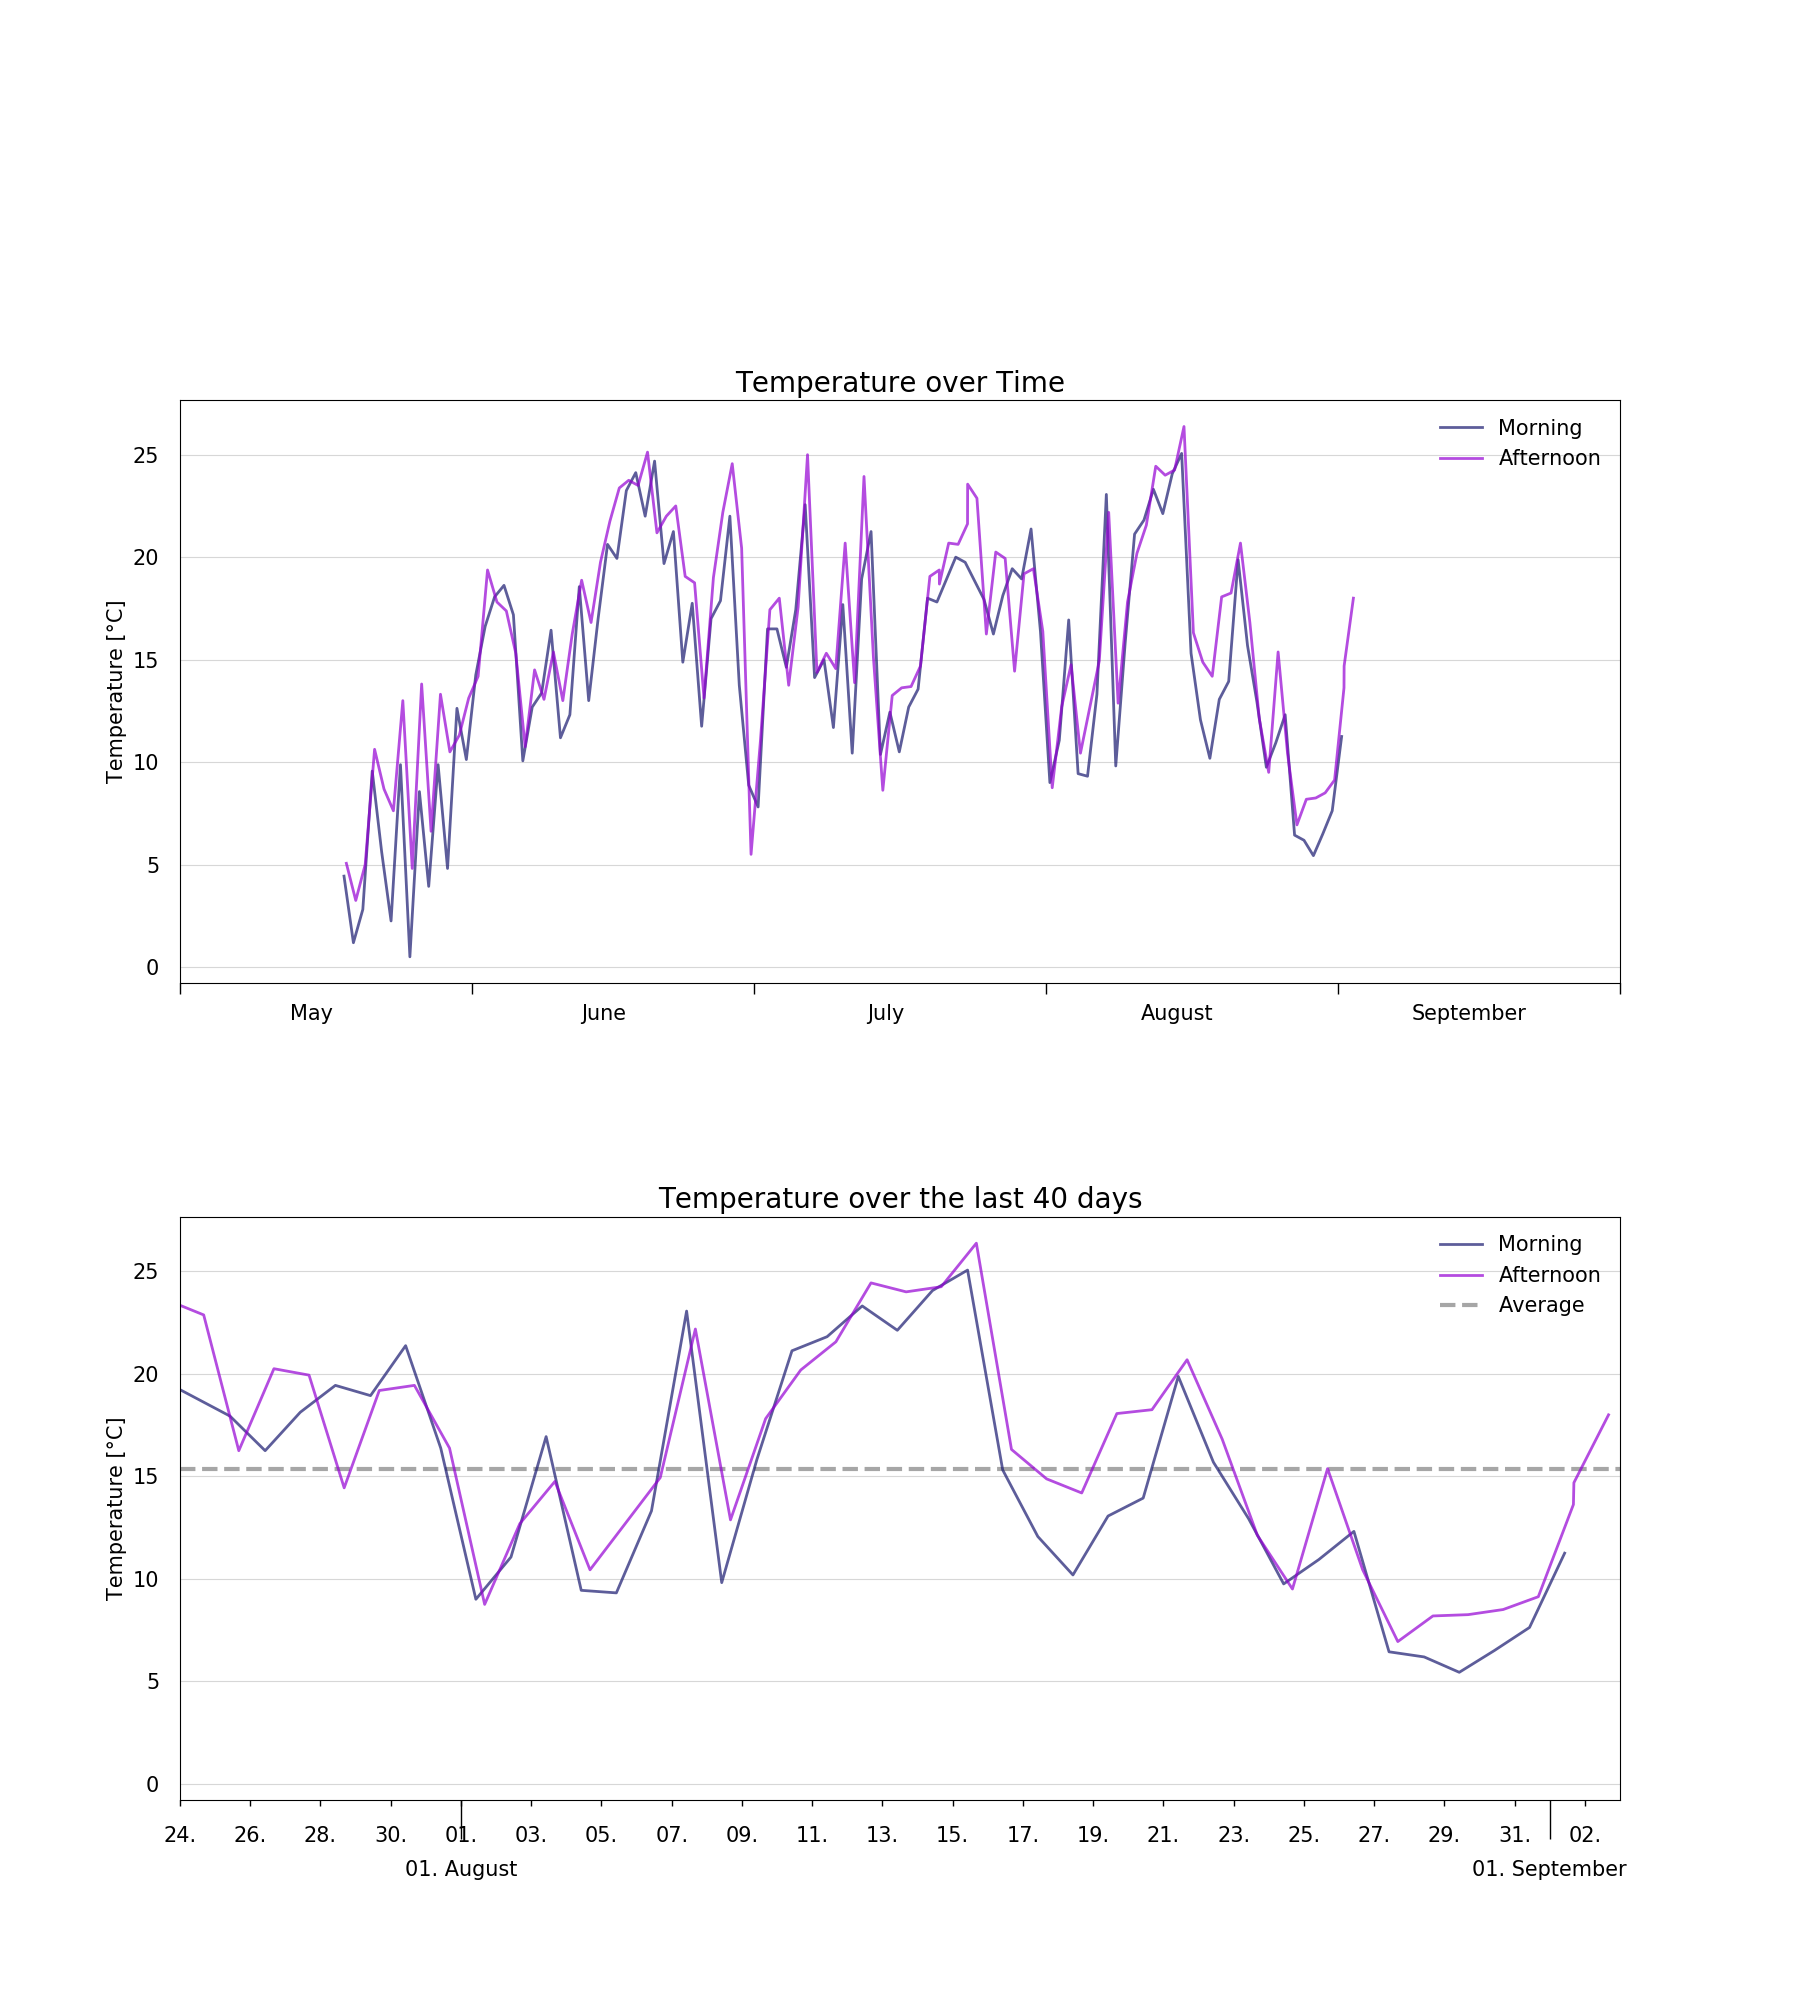 Temperature over Time
Morning
Afternoon
25
20
15
10
5
0
Temperature [°C]
May June July August September
Temperature over the last 40 days
Morning
Afternoon
Average
25
20
15
10
5
0
Temperature [°C]
24. 26. 28. 30. 01. 03. 05. 07. 09. 11. 13. 15. 17. 19. 21. 23. 25. 27. 29. 31. 02.
01. August 01. September